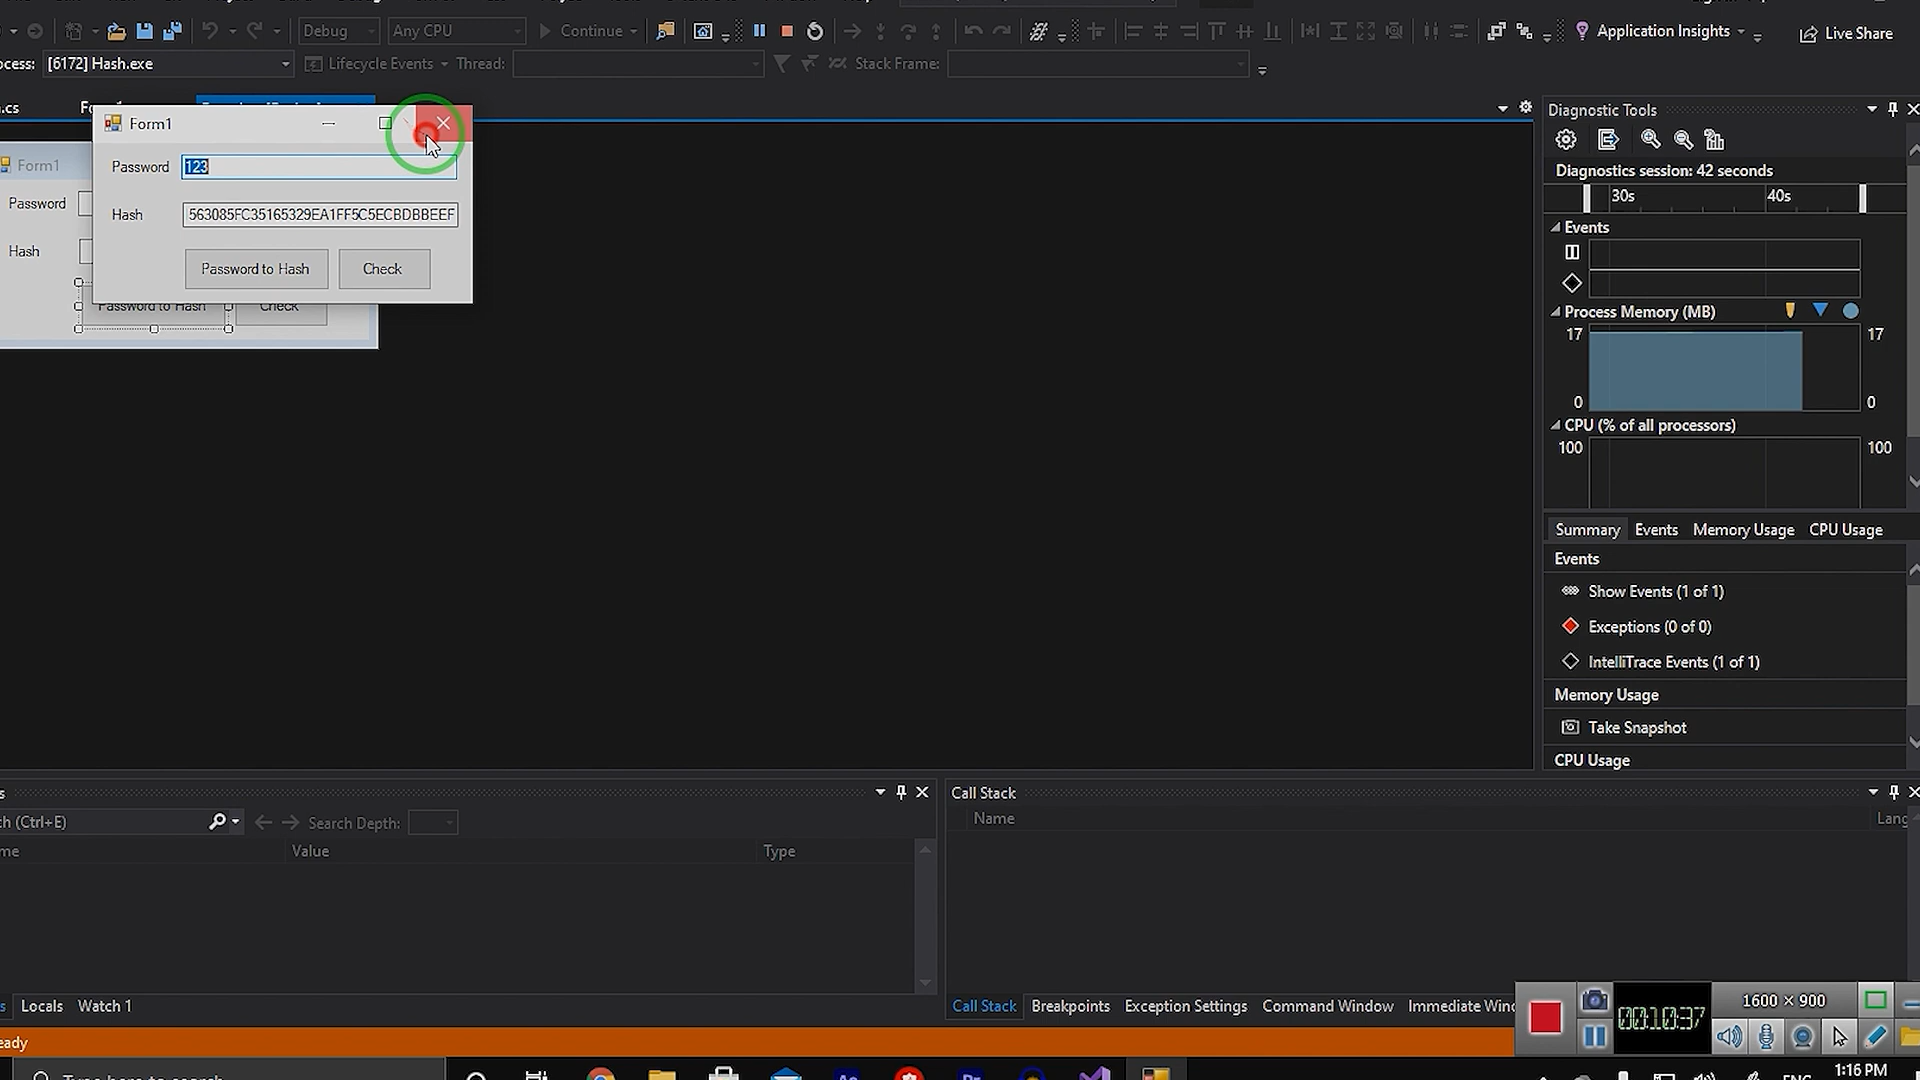 Debug
Any CPU
Continue
Application Insights
Live Share
ocess:
[6172] Hash.exe
Lifecycle Events
Thread:
Stack Frame:
.cs
Form1
Password
123
Hash
563085FC35165329EA1FF5C5ECBDBBEEF
Password to Hash
Check
Form1
Password
Hash
Password to Hash
Check
Diagnostic Tools
Diagnostics session: 42 seconds
30s
40s
Events
Process Memory (MB)
17
17
0
0
CPU (% of all processors)
100
100
Summary
Events
Memory Usage
CPU Usage
Events
Show Events (1 of 1)
Exceptions (0 of 0)
IntelliTrace Events (1 of 1)
Memory Usage
Take Snapshot
CPU Usage
s
ch (Ctrl+E)
Search Depth:
me
Value
Type
s
Locals
Watch 1
Call Stack
Name
Lang
Call Stack
Breakpoints
Exception Settings
Command Window
Immediate Wind
eady
00:10:37
1600 × 900
Type here to search
ENG
1:16 PM